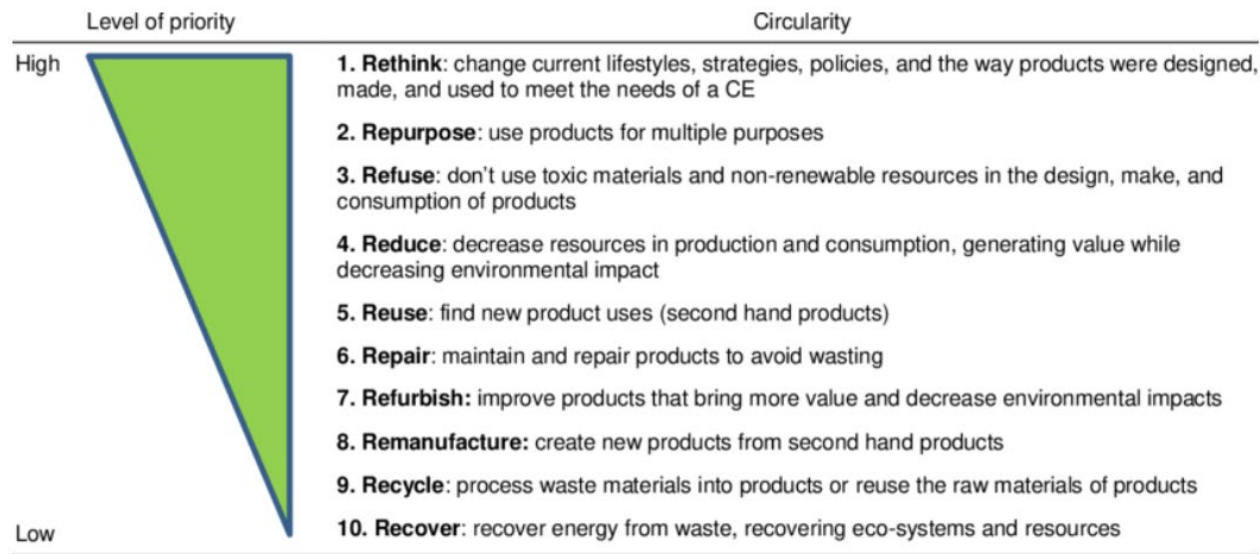 Level of priority Circularity
High
1. Rethink: change current lifestyles, strategies, policies, and the way products were designed,
made, and used to meet the needs of a CE
2. Repurpose: use products for multiple purposes
3. Refuse: don't use toxic materials and non-renewable resources in the design, make, and
consumption of products
4. Reduce: decrease resources in production and consumption, generating value while
decreasing environmental impact
5. Reuse: find new product uses (second hand products)
6. Repair: maintain and repair products to avoid wasting
7. Refurbish: improve products that bring more value and decrease environmental impacts
8. Remanufacture: create new products from second hand products
9. Recycle: process waste materials into products or reuse the raw materials of products
Low
10. Recover: recover energy from waste, recovering eco-systems and resources